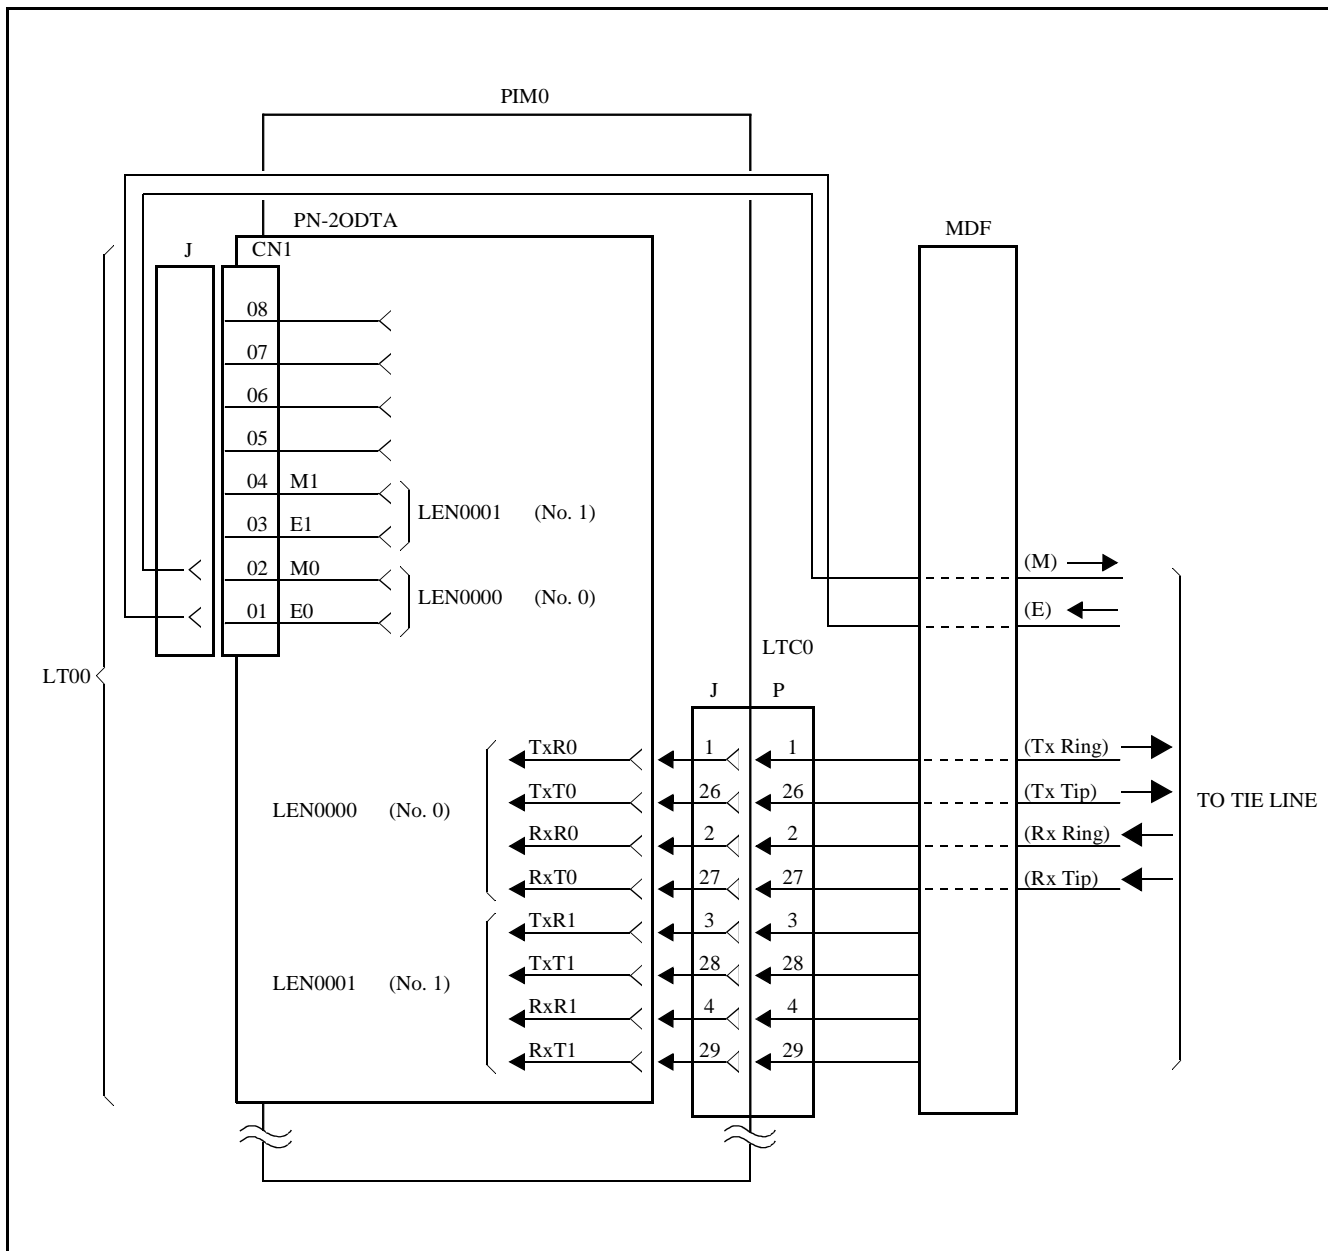 PIM0
PN-2ODTA
MDF
J CN1
08
07
06
05
04 M1
LEN0001 (No. 1)
03 E1
02 M0
LEN0000 (No. 0)
01 E0
(M)
(E)
LTC0
LT00
J P
TxR0 1 1 (Tx Ring)
TxT0 26 26 (Tx Tip)
LEN0000 (No. 0)
TO TIE LINE
RxR0 2 2 (Rx Ring)
RxT0 27 27 (Rx Tip)
TxR1 3 3
TxT1 28 28
LEN0001 (No. 1)
RxR1 4 4
RxT1 29 29